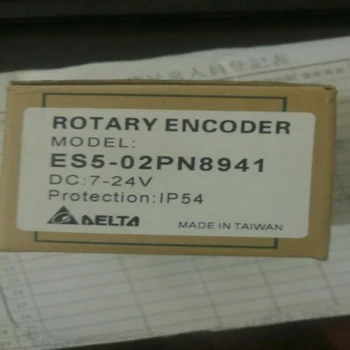 ROTARY ENCODER
MODEL:
ES5-02PN8941
DC:7-24V
Protection:IP54
DELTA
MADE IN TAIWAN